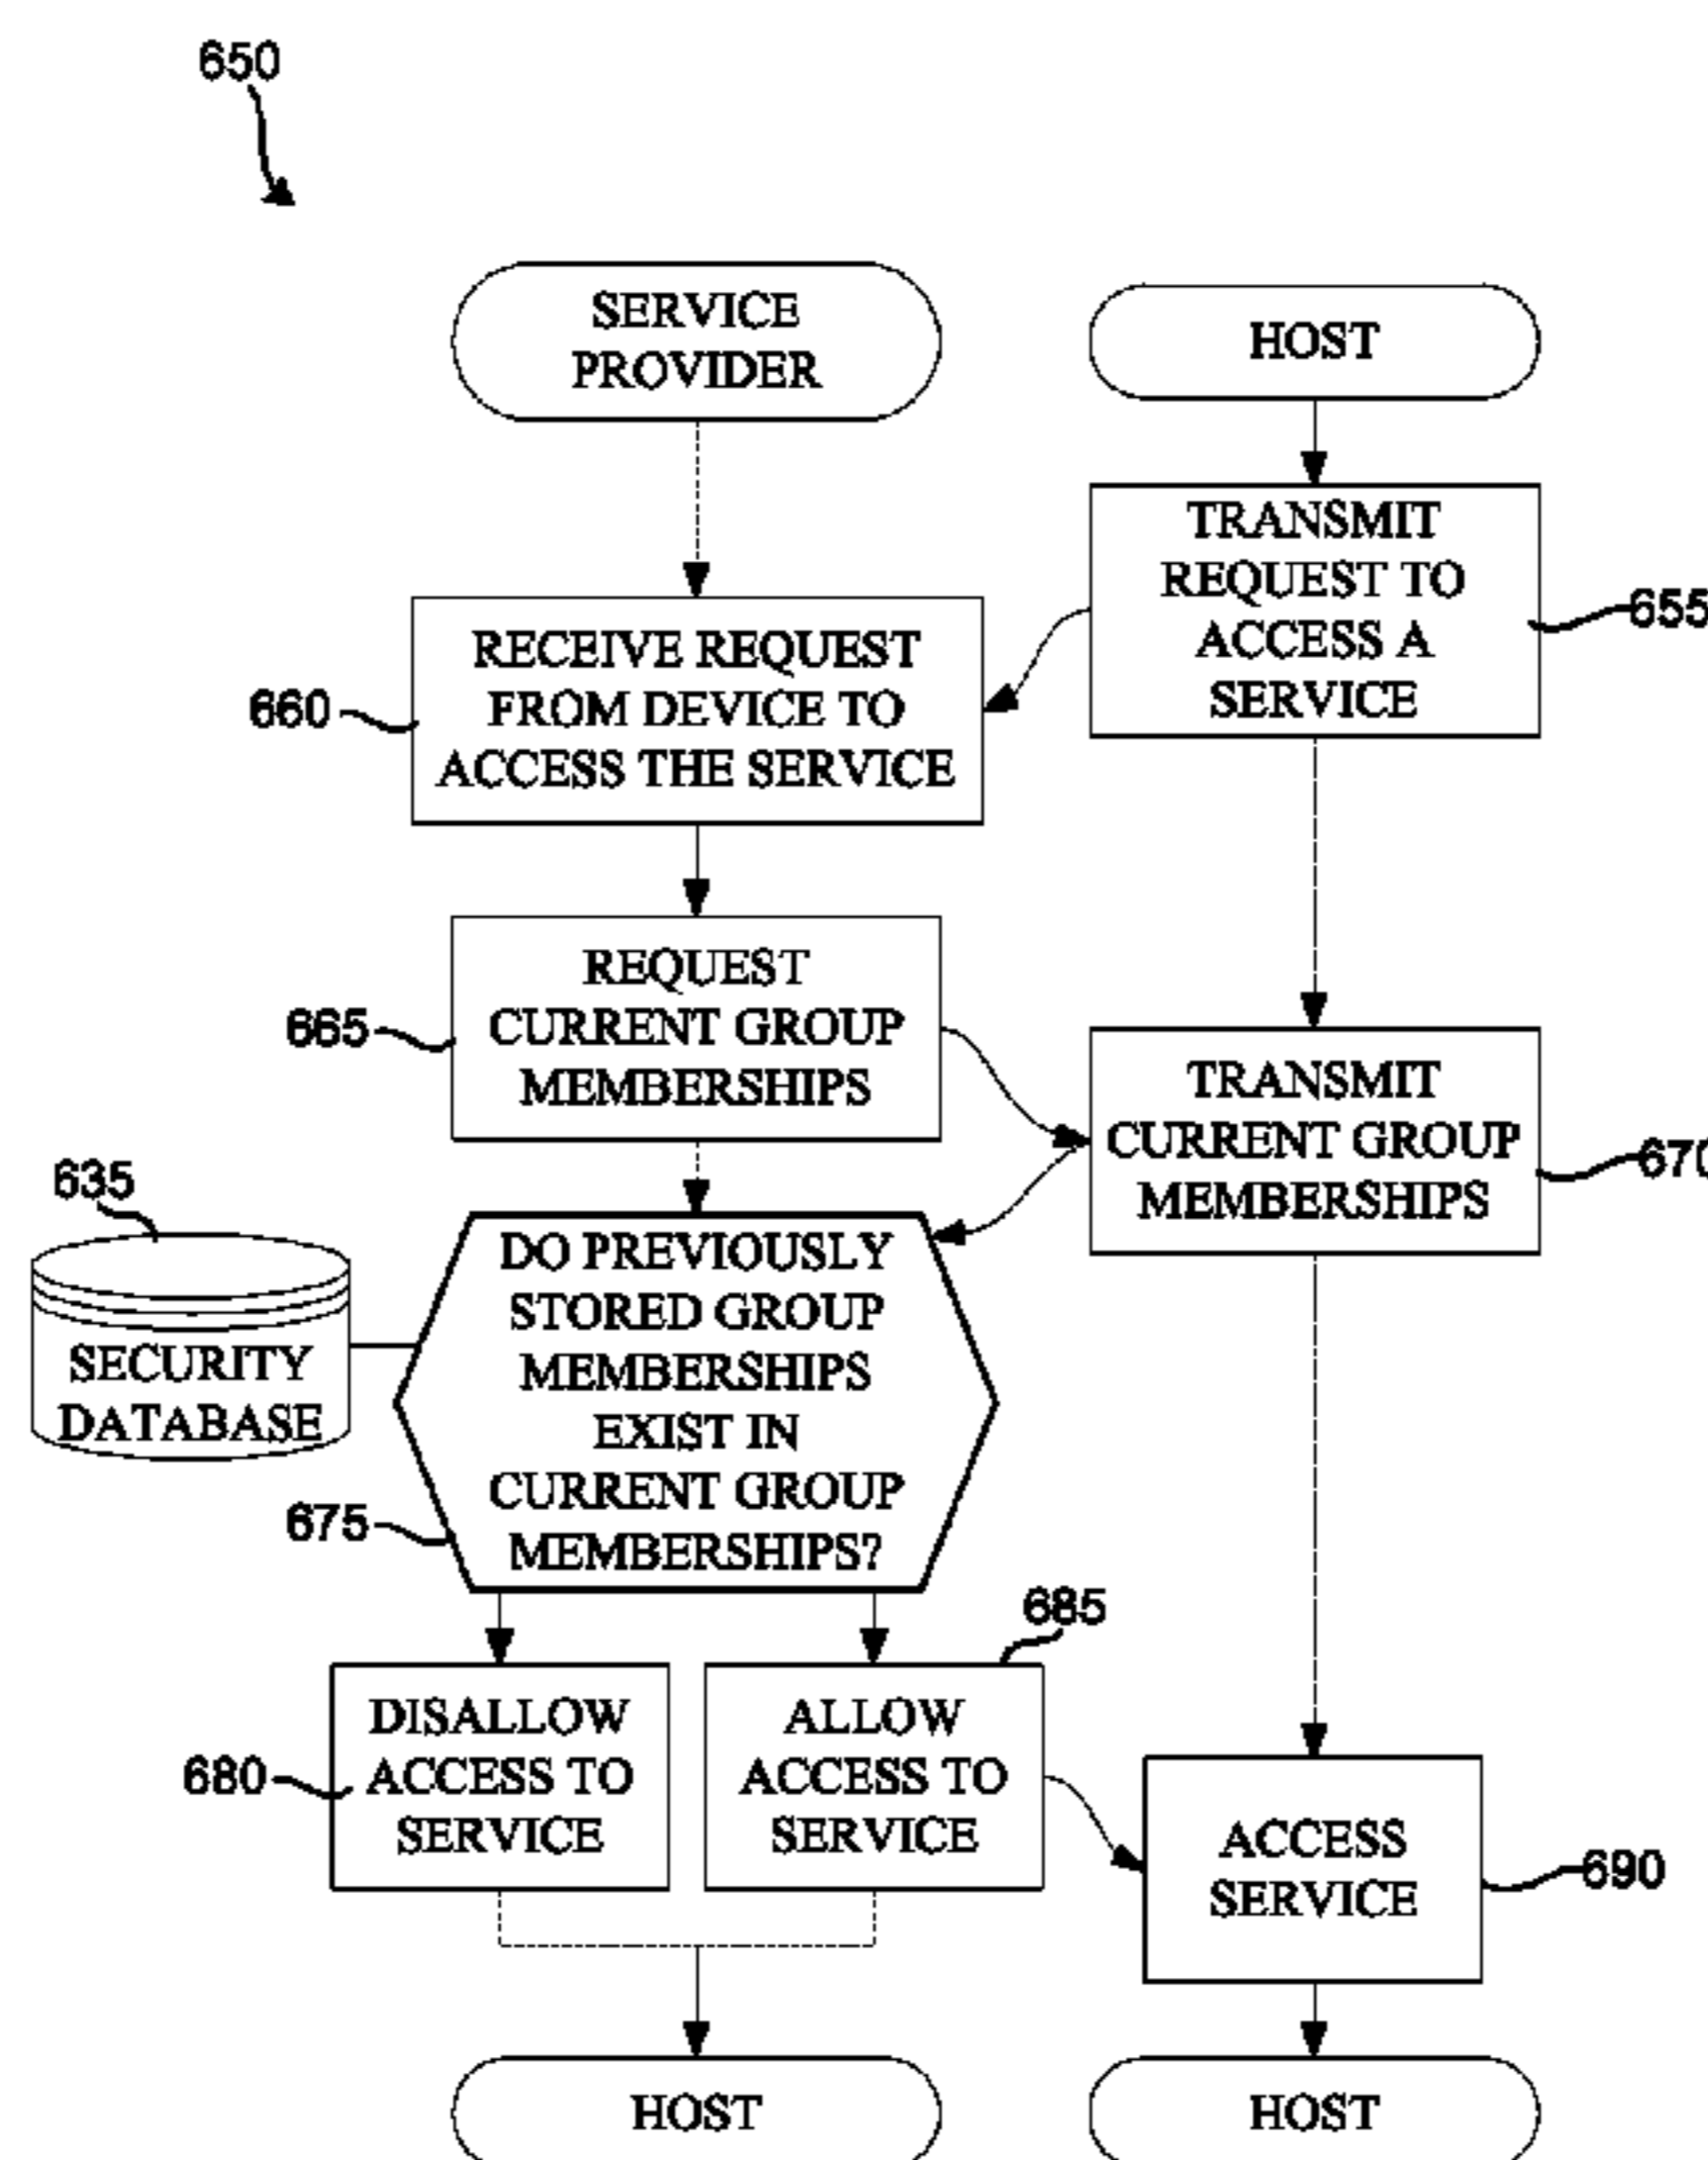 650
SERVICE
PROVIDER
HOST
TRANSMIT
REQUEST TO
ACCESS A
SERVICE
655
RECEIVE REQUEST
FROM DEVICE TO
ACCESS THE SERVICE
660
REQUEST
CURRENT GROUP
MEMBERSHIPS
665
TRANSMIT
CURRENT GROUP
MEMBERSHIPS
670
635
SECURITY
DATABASE
DO PREVIOUSLY
STORED GROUP
MEMBERSHIPS
EXIST IN
CURRENT GROUP
MEMBERSHIPS?
675
685
DISALLOW
ACCESS TO
SERVICE
680
ALLOW
ACCESS TO
SERVICE
ACCESS
SERVICE
690
HOST
HOST